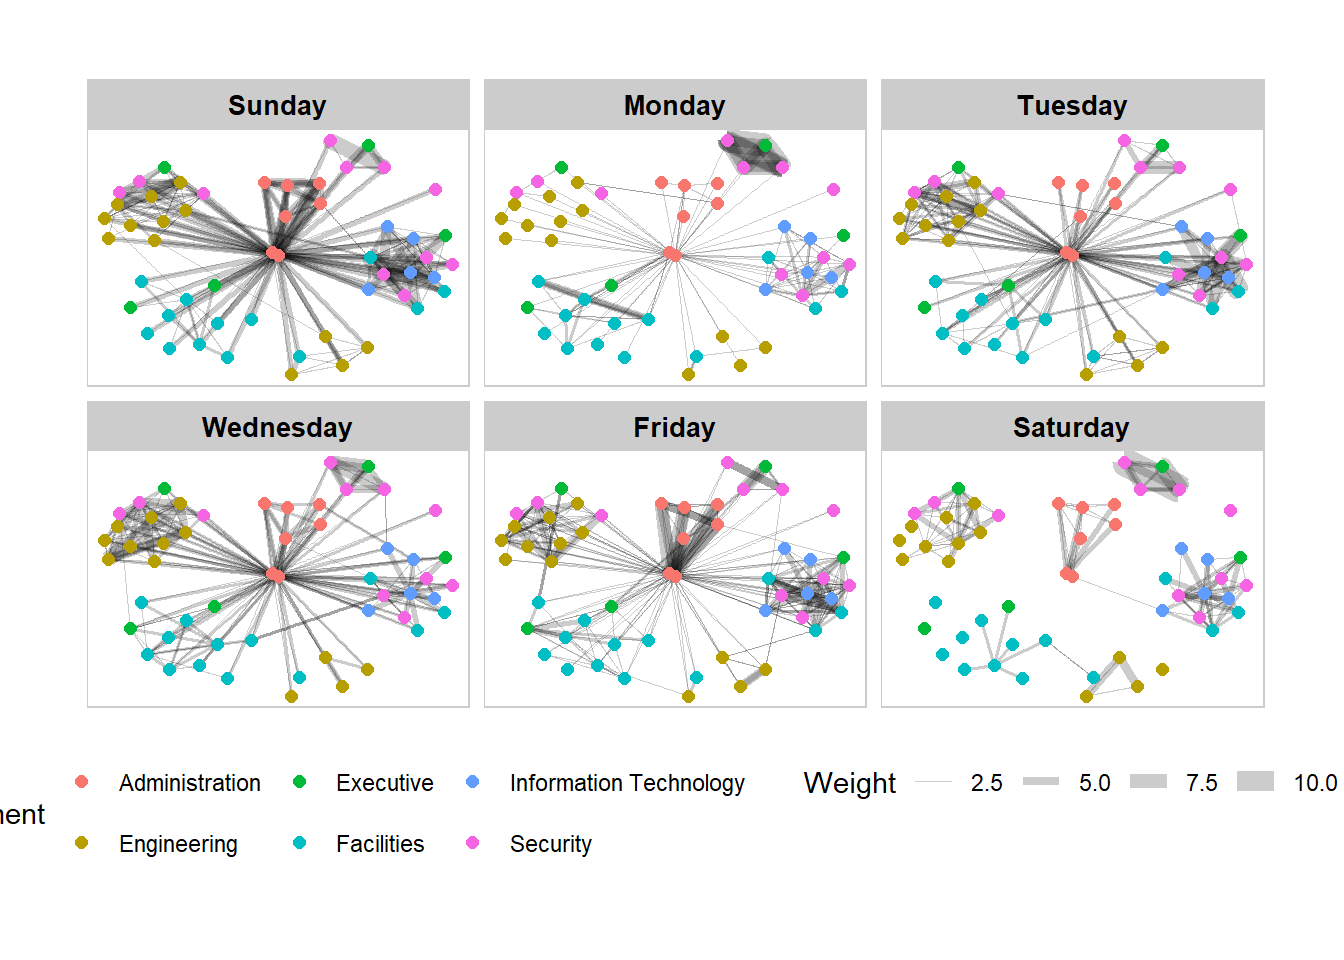 Sunday Monday Tuesday
Wednesday Friday Saturday
Administration Executive Information Technology Weight 2.5 5.0 7.5 10.0
Engineering Facilities Security